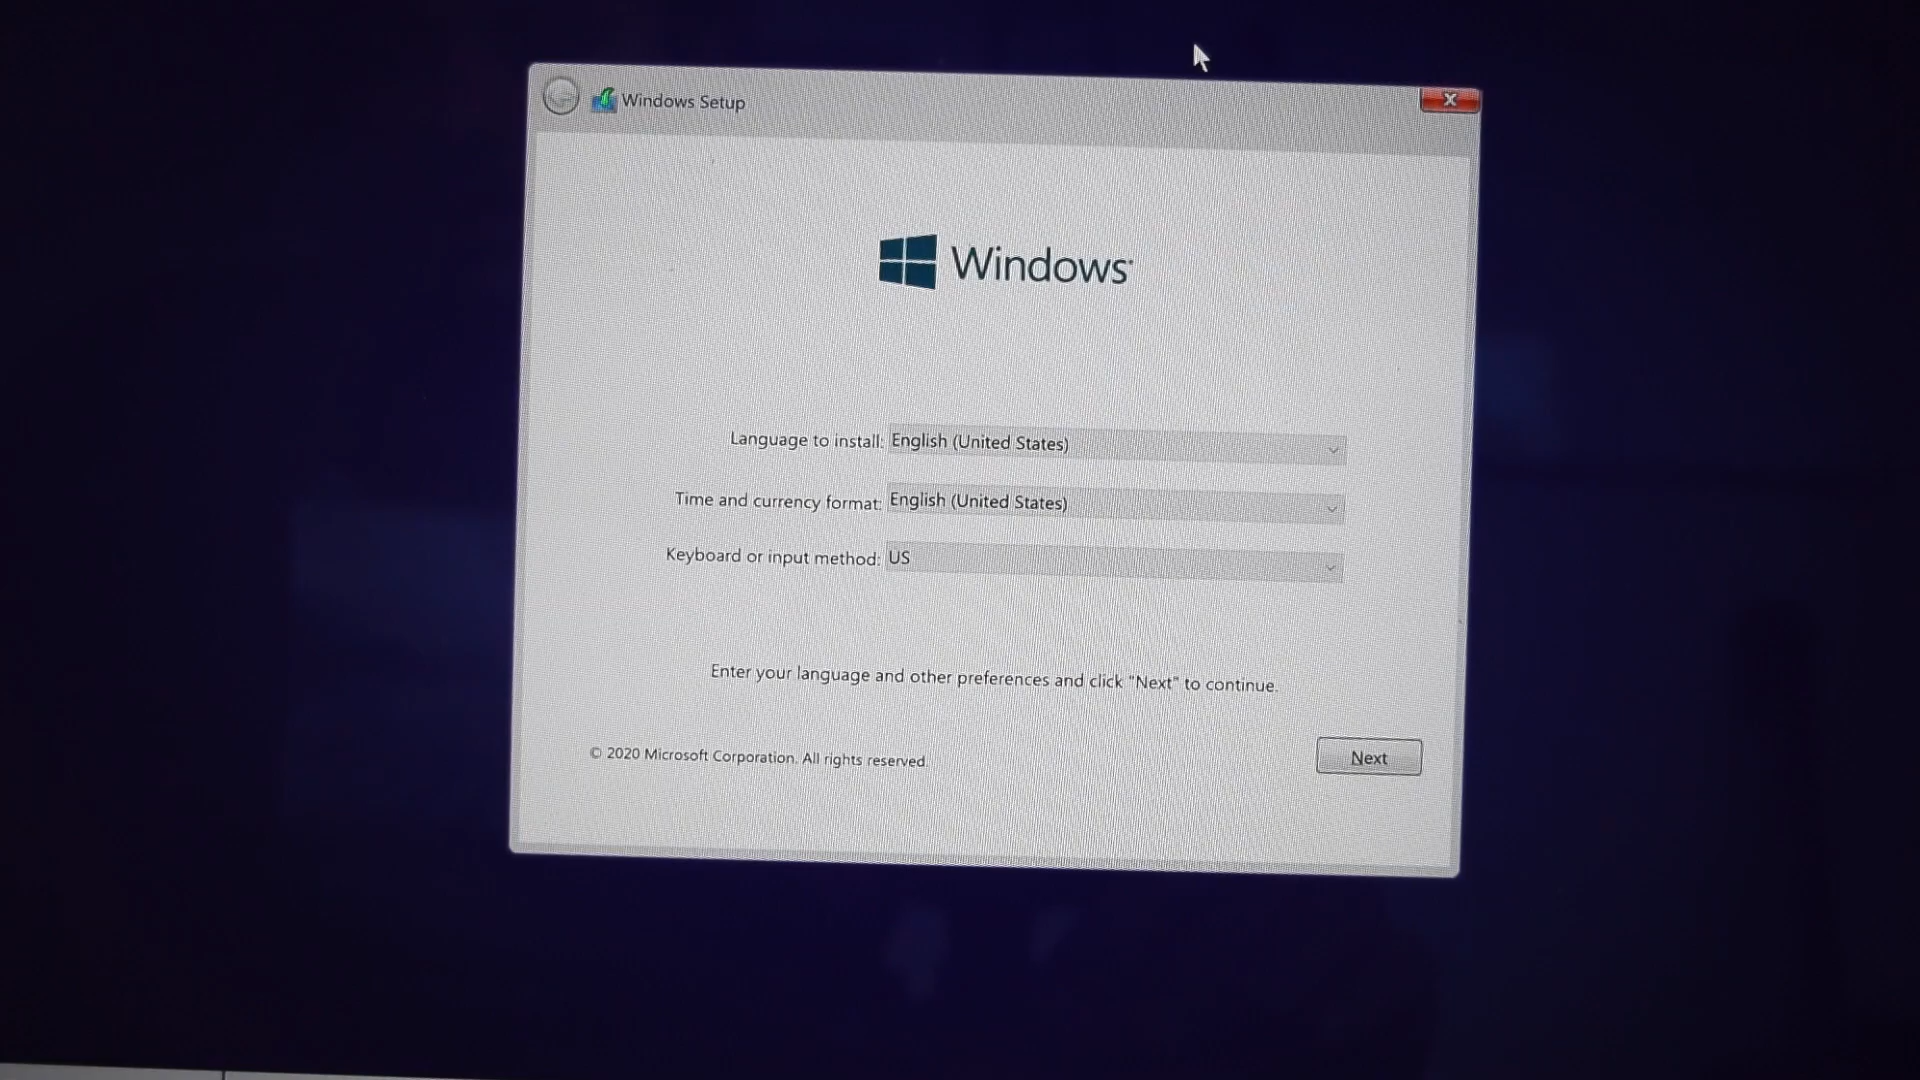 Windows Setup
Windows
Language to install: English (United States)
Time and currency format: English (United States)
Keyboard or input method: US
Enter your language and other preferences and click "Next" to continue.
© 2020 Microsoft Corporation. All rights reserved.
Next